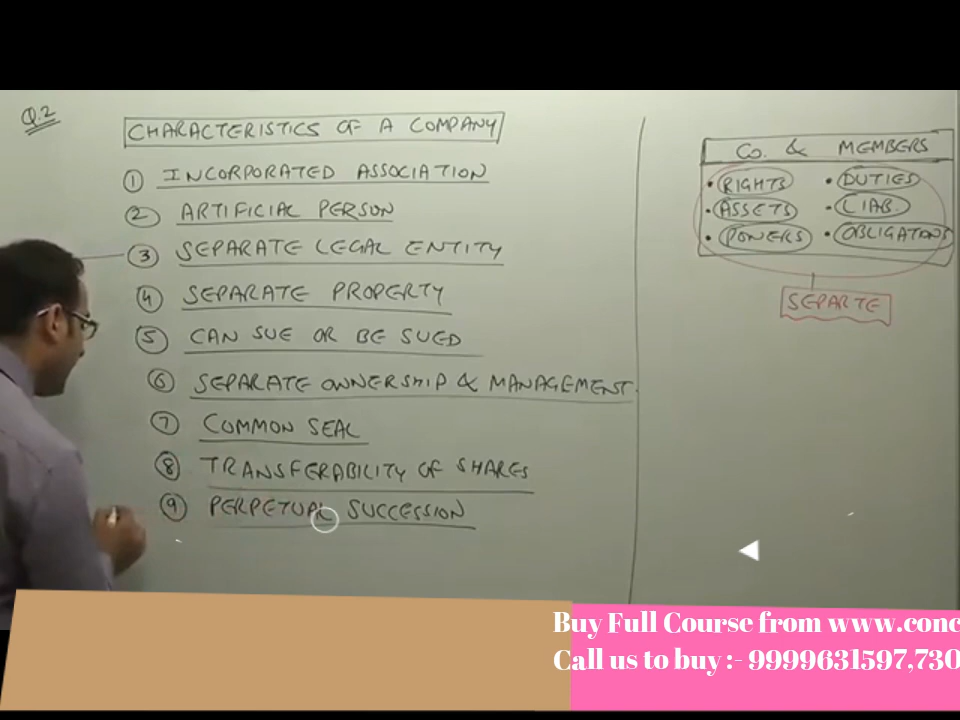 Q.2
CHARACTERISTICS OF A COMPANY
① INCORPORATED ASSOCIATION
② ARTIFICIAL PERSON
③ SEPARATE LEGAL ENTITY
④ SEPARATE PROPERTY
⑤ CAN SUE OR BE SUED
⑥ SEPARATE OWNERSHIP & MANAGEMENT.
⑦ COMMON SEAL
⑧ TRANSFERABILITY OF SHARES
⑨ PERPETUAL SUCCESSION
Co. & MEMBERS
• RIGHTS • DUTIES
• ASSETS • LIAB.
• POWERS • OBLIGATIONS
SEPARTE
Buy Full Course from www.conc
Call us to buy :- 9999631597,730